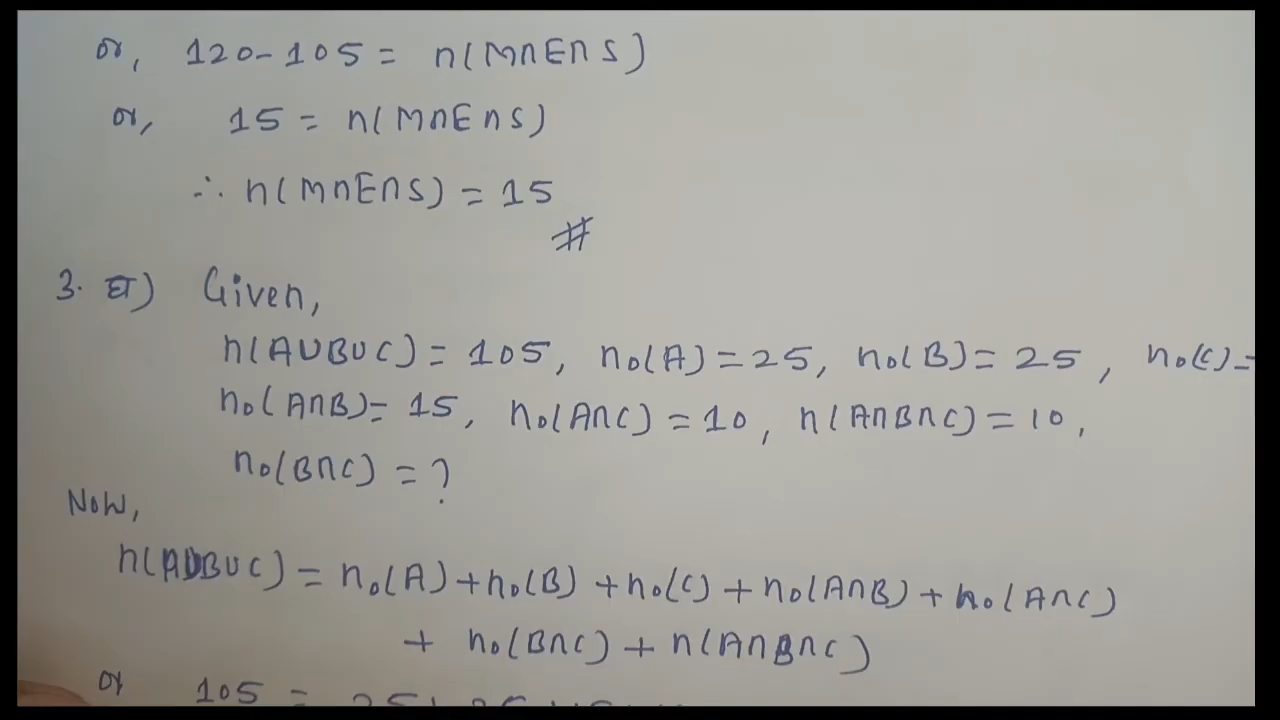 or, 120-105 = n(M∩E∩S)
or, 15 = n(M∩E∩S)
∴ n(M∩E∩S) = 15
#
3. घ) Given,
n(A∪B∪C) = 105, n₀(A) = 25, n₀(B) = 25, n₀(C) =
n₀(A∩B) = 15, n₀(A∩C) = 10, n(A∩B∩C) = 10,
n₀(B∩C) = ?
Now,
n(A∪B∪C) = n₀(A) + n₀(B) + n₀(C) + n₀(A∩B) + n₀(A∩C)
+ n₀(B∩C) + n(A∩B∩C)
or 105 =